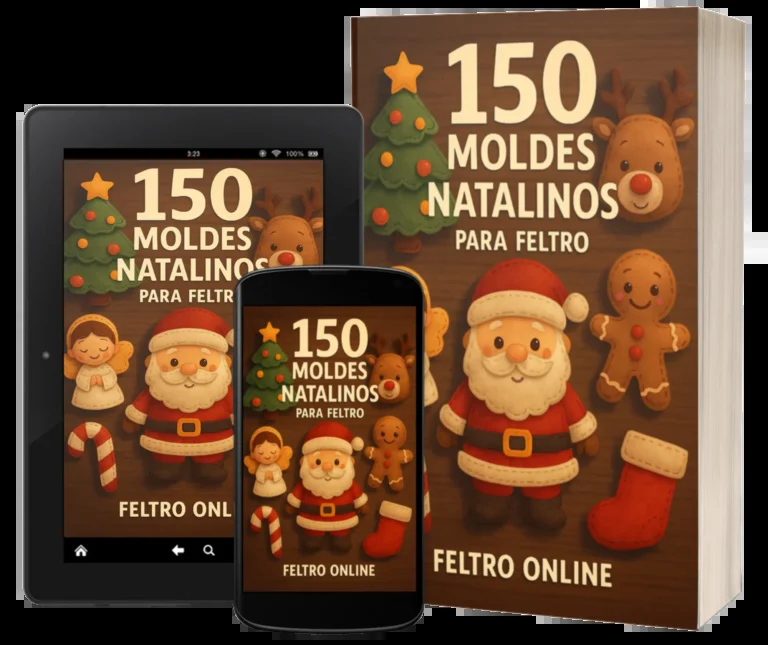 3:23
100%
150
MOLDES
NATALINOS
PARA FELTR
FELTRO ONL
150
MOLDES
NATALINOS
PARA FELTRO
FELTRO ONLINE
150
MOLDES
NATALINOS
PARA FELTRO
FELTRO ONLINE